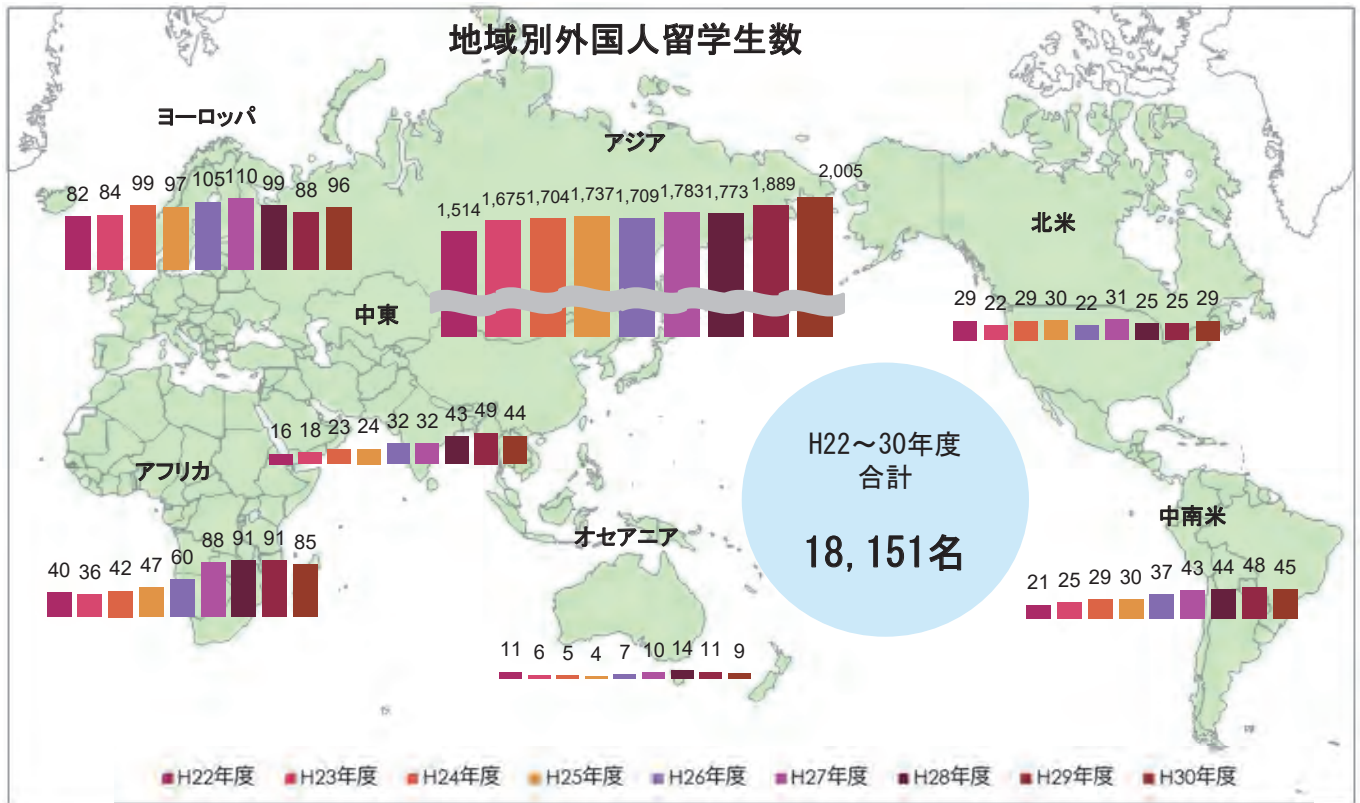 地域別外国人留学生数
ヨーロッパ
82 84 99 97 105 110 99 88 96
アジア
1,514 1,675 1,704 1,737 1,709 1,783 1,773 1,889 2,005
北米
29 22 29 30 22 31 25 25 29
中東
16 18 23 24 32 32 43 49 44
アフリカ
40 36 42 47 60 88 91 91 85
オセアニア
11 6 5 4 7 10 14 11 9
H22～30年度
合計
18,151名
中南米
21 25 29 30 37 43 44 48 45
H22年度 H23年度 H24年度 H25年度 H26年度 H27年度 H28年度 H29年度 H30年度